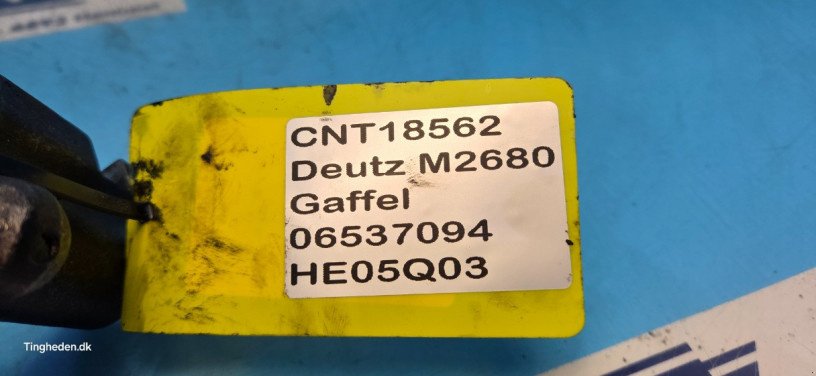 CNT18562
Deutz M2680
Gaffel
06537094
HE05Q03
Tingheden.dk